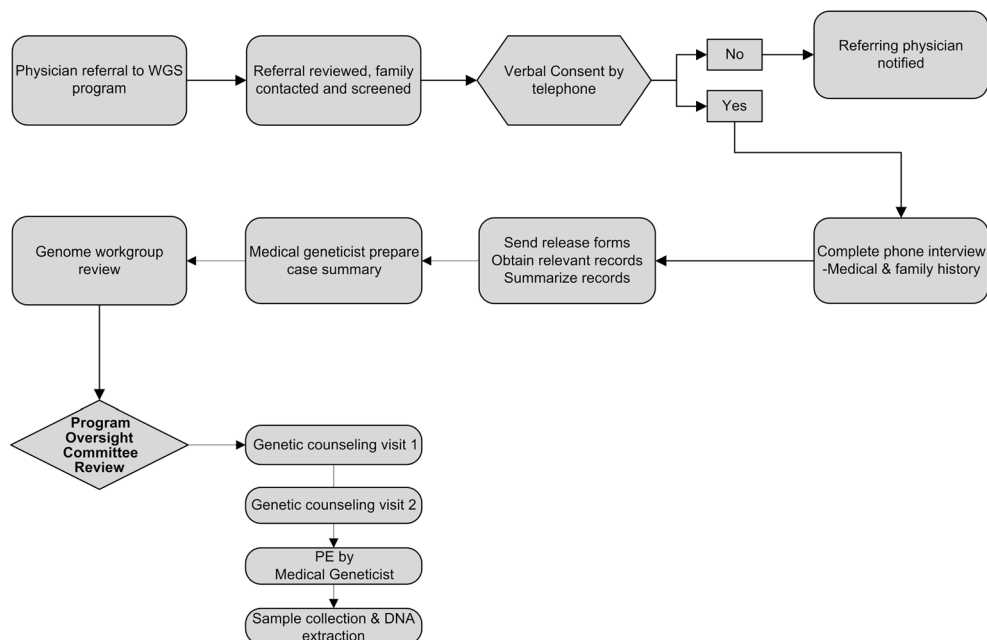 Physician referral to WGS
program
Referral reviewed, family
contacted and screened
Verbal Consent by
telephone
No
Yes
Referring physician
notified
Complete phone interview
-Medical & family history
Send release forms
Obtain relevant records
Summarize records
Medical geneticist prepare
case summary
Genome workgroup
review
Program
Oversight
Committee
Review
Genetic counseling visit 1
Genetic counseling visit 2
PE by
Medical Geneticist
Sample collection & DNA
extraction